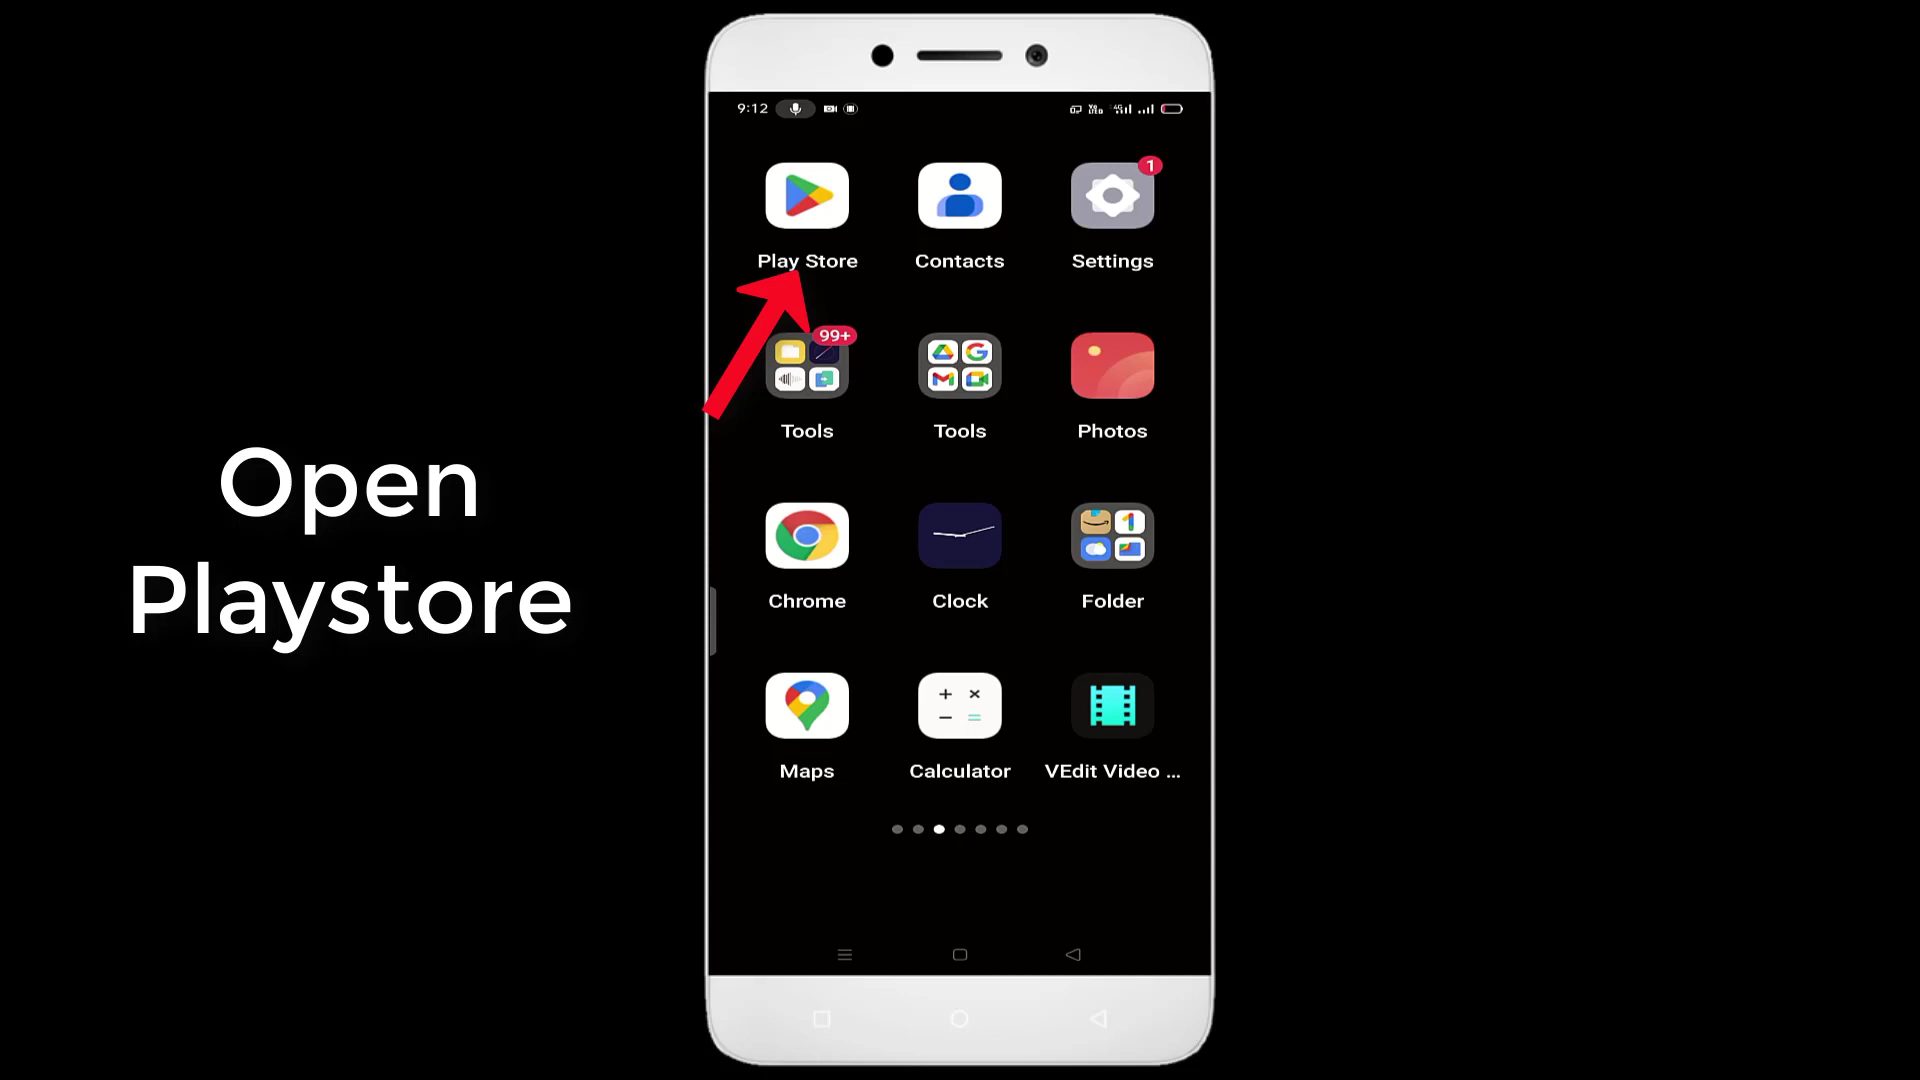 9:12
Play Store
Contacts
1
Settings
99+
Tools
Tools
Photos
Open
Playstore
Chrome
Clock
Folder
Maps
Calculator
VEdit Video ...